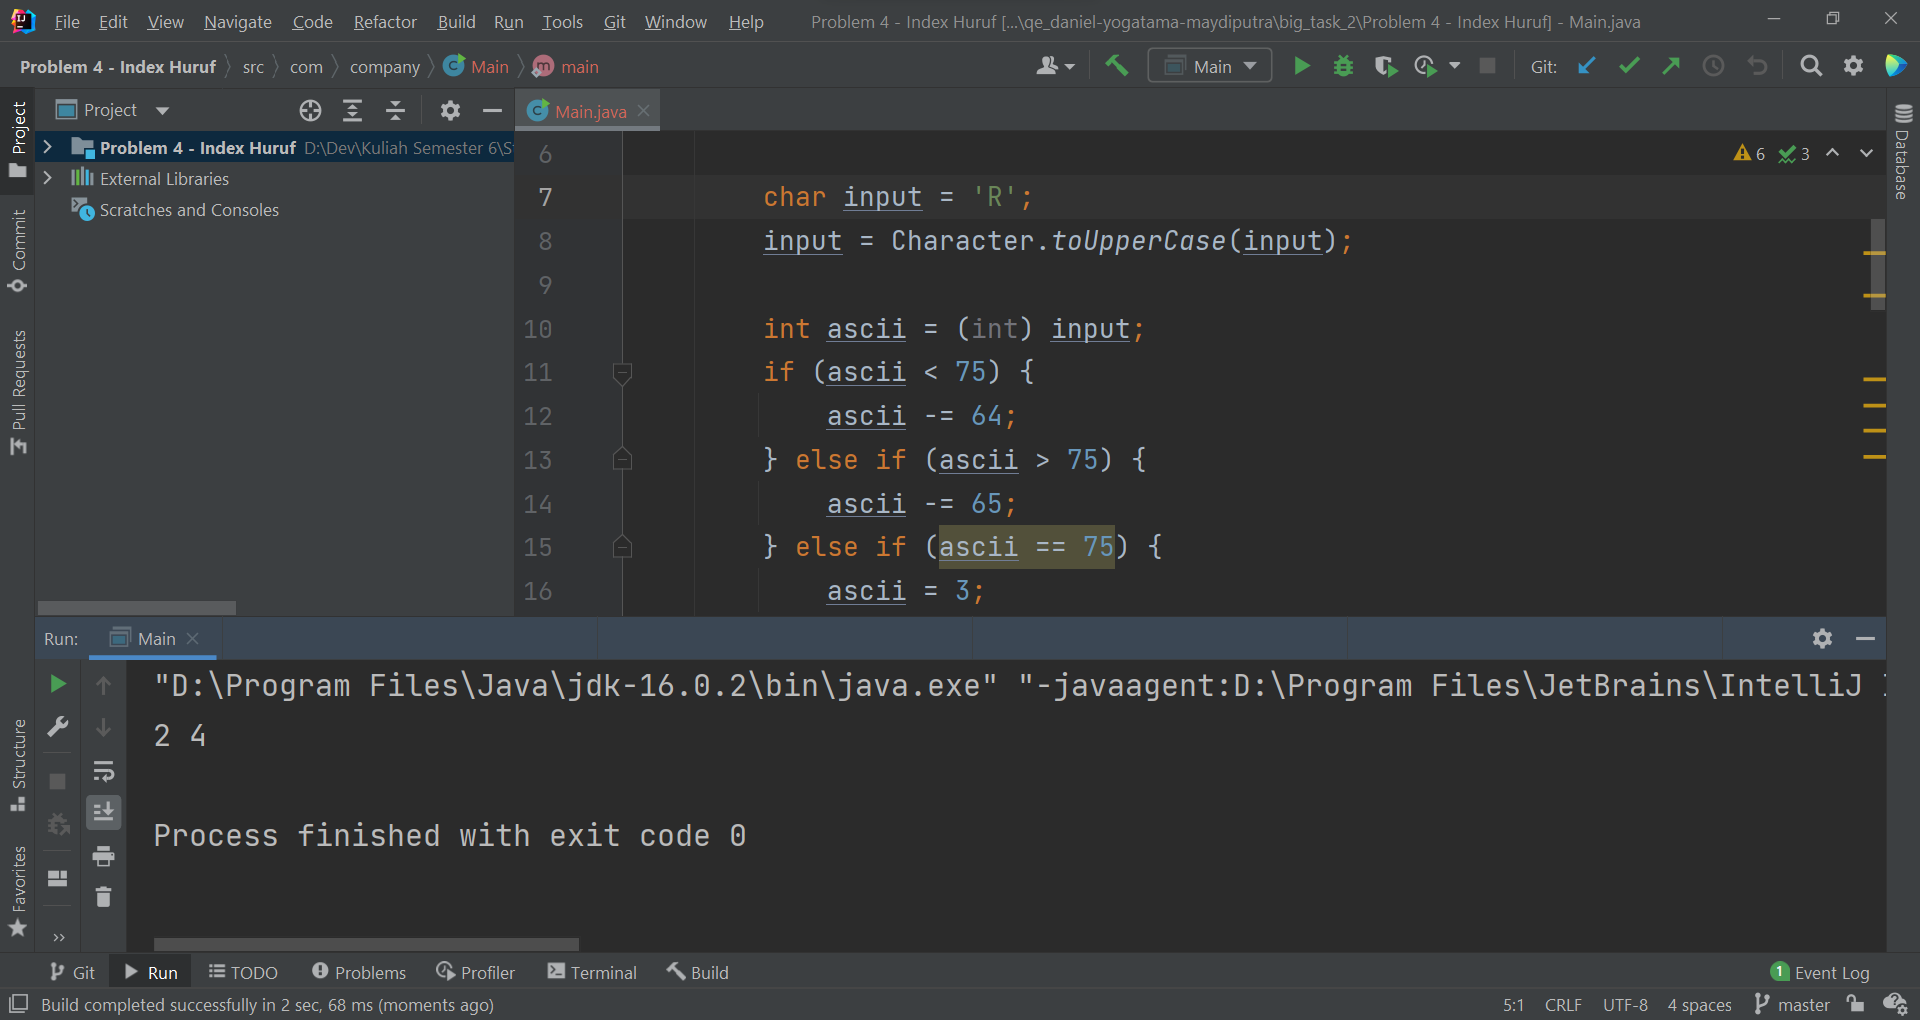 File Edit View Navigate Code Refactor Build Run Tools Git Window Help Problem 4 - Index Huruf [...\qe_daniel-yogatama-maydiputra\big_task_2\Problem 4 - Index Huruf] - Main.java
Problem 4 - Index Huruf src com company Main main Main Git:
Project Main.java
Problem 4 - Index Huruf D:\Dev\Kuliah Semester 6\S
External Libraries
Scratches and Consoles
Project
Commit
Pull Requests
Structure
Favorites
Database
6 3
6
7 char input = 'R';
8 input = Character.toUpperCase(input);
9
10 int ascii = (int) input;
11 if (ascii < 75) {
12 ascii -= 64;
13 } else if (ascii > 75) {
14 ascii -= 65;
15 } else if (ascii == 75) {
16 ascii = 3;
Run: Main
"D:\Program Files\Java\jdk-16.0.2\bin\java.exe" "-javaagent:D:\Program Files\JetBrains\IntelliJ
2 4
Process finished with exit code 0
Git Run TODO Problems Profiler Terminal Build 1 Event Log
Build completed successfully in 2 sec, 68 ms (moments ago) 5:1 CRLF UTF-8 4 spaces master